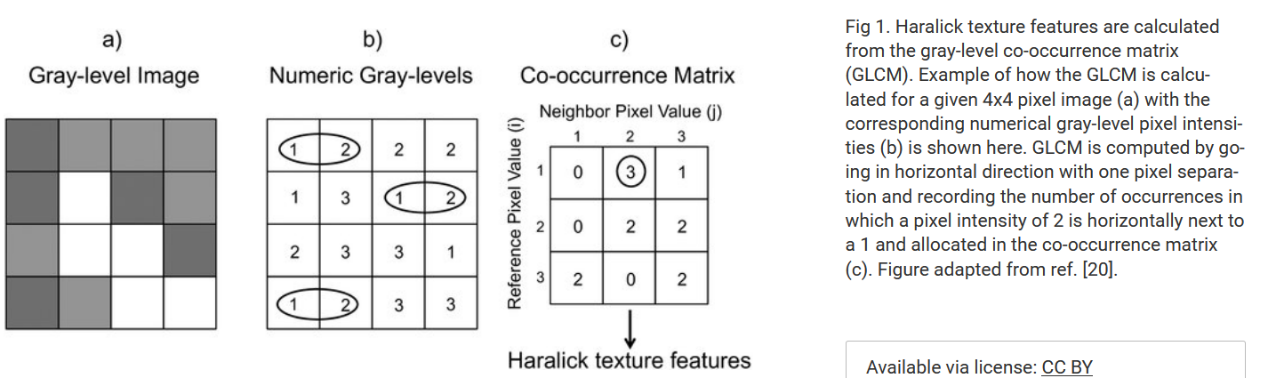 a)
Gray-level Image
b)
Numeric Gray-levels
1 2 2 2
1 3 1 2
2 3 3 1
1 2 3 3
c)
Co-occurrence Matrix
Neighbor Pixel Value (j)
1 2 3
Reference Pixel Value (i)
1 0 3 1
2 0 2 2
3 2 0 2
Haralick texture features
Fig 1. Haralick texture features are calculated
from the gray-level co-occurrence matrix
(GLCM). Example of how the GLCM is calcu-
lated for a given 4x4 pixel image (a) with the
corresponding numerical gray-level pixel intensi-
ties (b) is shown here. GLCM is computed by go-
ing in horizontal direction with one pixel separa-
tion and recording the number of occurrences in
which a pixel intensity of 2 is horizontally next to
a 1 and allocated in the co-occurrence matrix
(c). Figure adapted from ref. [20].
Available via license: CC BY